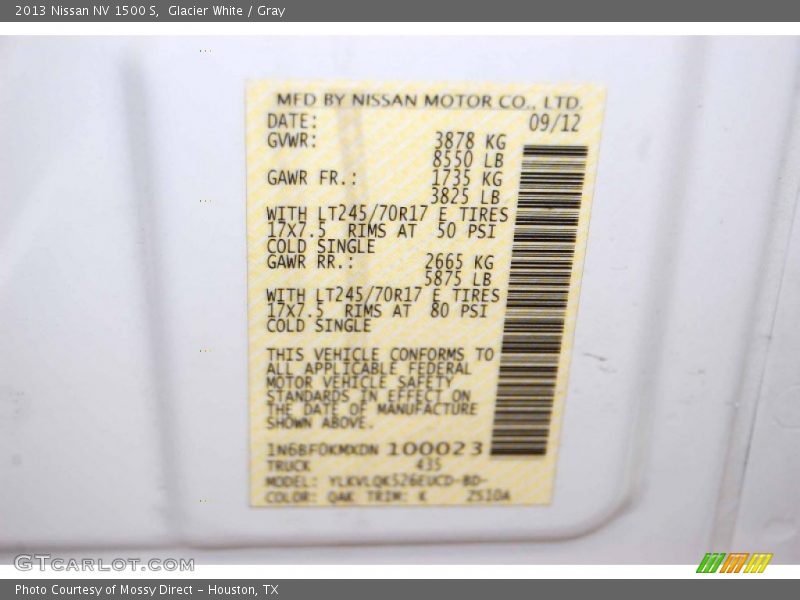 2013 Nissan NV 1500 S,  Glacier White / Gray
MFD BY NISSAN MOTOR CO., LTD.
DATE: 09/12
GVWR: 3878 KG
8550 LB
GAWR FR.: 1735 KG
3825 LB
WITH LT245/70R17 E TIRES
17X7.5 RIMS AT 50 PSI
COLD SINGLE
GAWR RR.: 2665 KG
5875 LB
WITH LT245/70R17 E TIRES
17X7.5 RIMS AT 80 PSI
COLD SINGLE
THIS VEHICLE CONFORMS TO
ALL APPLICABLE FEDERAL
MOTOR VEHICLE SAFETY
STANDARDS IN EFFECT ON
THE DATE OF MANUFACTURE
SHOWN ABOVE.
1N6BF0KMXDN 100023
TRUCK 435
MODEL: YLKVLQK526EUCD-BD-
COLOR: QAK TRIM: K ZS10A
GTCARLOT.COM
Photo Courtesy of Mossy Direct – Houston, TX